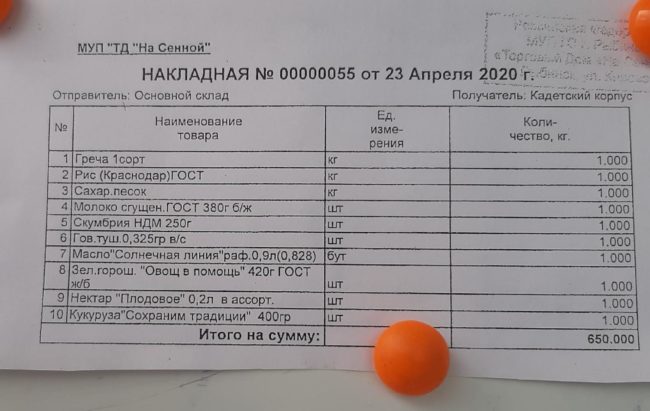 МУП "ТД "На Сенной"
НАКЛАДНАЯ № 00000055 от 23 Апреля 2020 г.
Отправитель: Основной склад Получатель: Кадетский корпус
№ Наименование товара Ед. изме-рения Коли-чество, кг.
1 Греча 1сорт кг 1.000
2 Рис (Краснодар)ГОСТ кг 1.000
3 Сахар.песок кг 1.000
4 Молоко сгущен.ГОСТ 380г б/ж шт 1.000
5 Скумбрия НДМ 250г шт 1.000
6 Гов.туш.0,325гр в/с шт 1.000
7 Масло"Солнечная линия"раф.0,9л(0,828) бут 1.000
8 Зел.горош. "Овощ в помощь" 420г ГОСТ
ж/б шт 1.000
9 Нектар "Плодовое" 0,2л в ассорт. шт 1.000
10 Кукуруза"Сохраним традиции" 400гр шт 1.000
Итого на сумму: 650.000